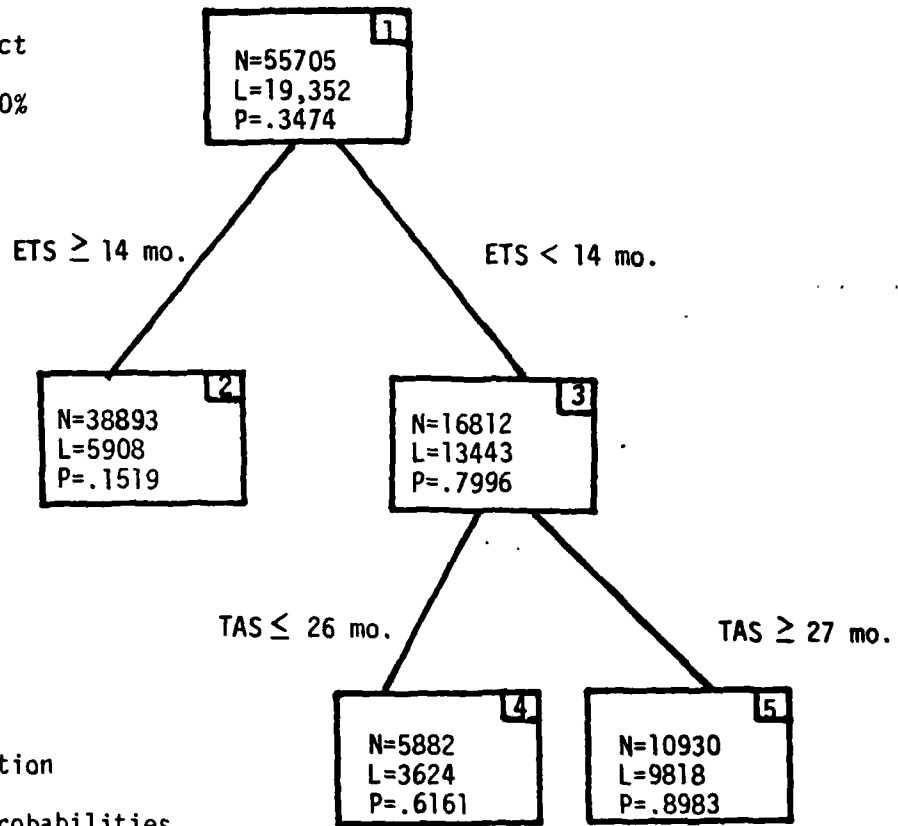 ct
0%
1
N=55705
L=19,352
P=.3474
ETS ≥ 14 mo.
ETS < 14 mo.
2
N=38893
L=5908
P=.1519
3
N=16812
L=13443
P=.7996
TAS ≤ 26 mo.
TAS ≥ 27 mo.
4
N=5882
L=3624
P=.6161
5
N=10930
L=9818
P=.8983
tion
robabilities